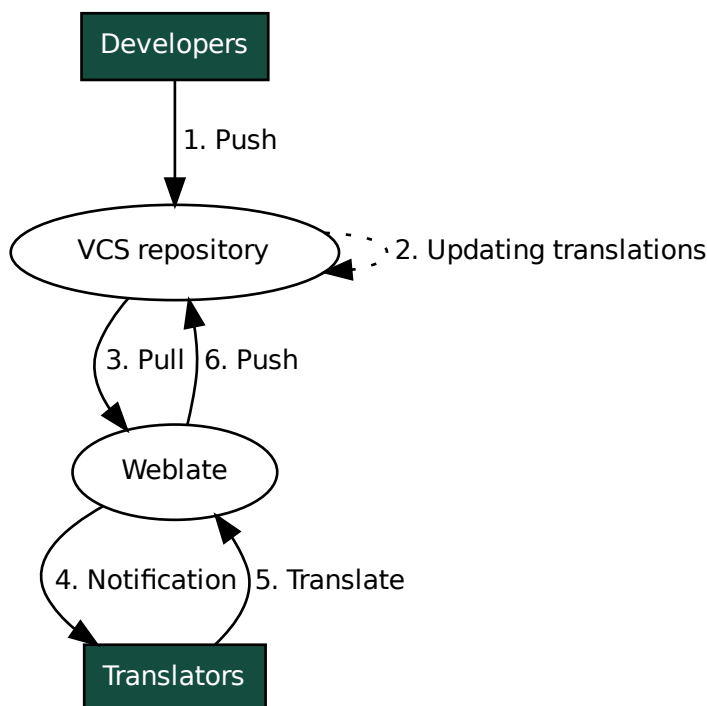 Developers
1. Push
VCS repository
2. Updating translations
3. Pull
6. Push
Weblate
4. Notification
5. Translate
Translators